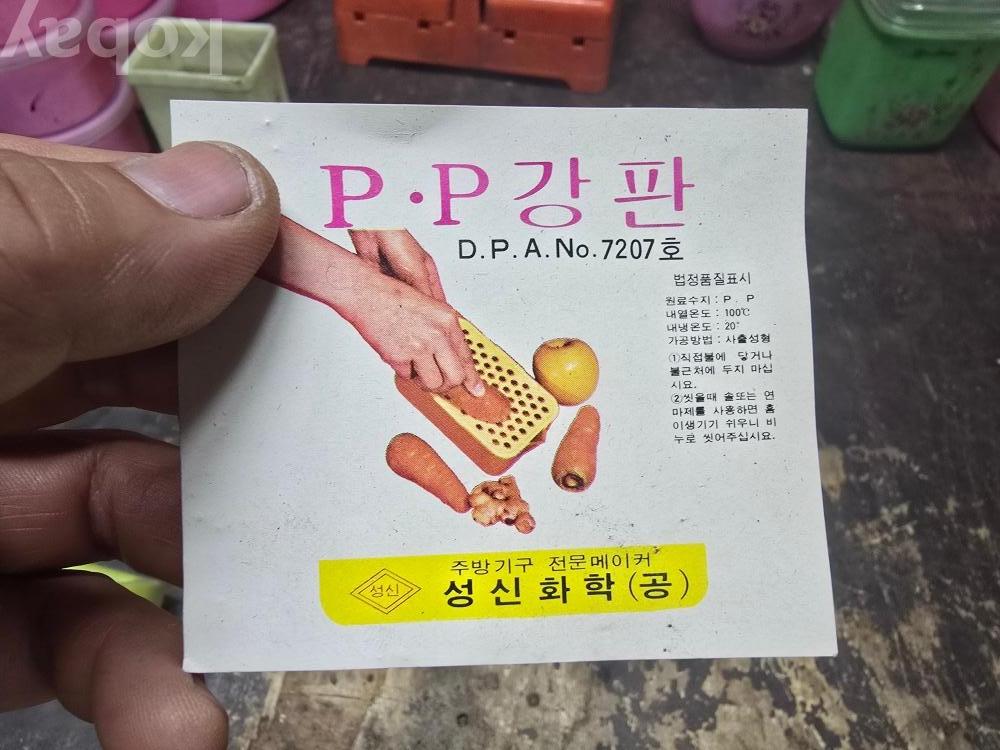 kobay
P·P강판
D.P.A.No.7207호
법정품질표시
원료수지 : P . P
내열온도 : 100℃
내냉온도 : 20°
가공방법 : 사출성형
①직접불에 닿거나
불근처에 두지 마십
시요.
②씻을때 솔또는 연
마제를 사용하면 흠
이생기기 쉬우니 비
누로 씻어주십시요.
주방기구 전문메이커
성신
성신화학(공)